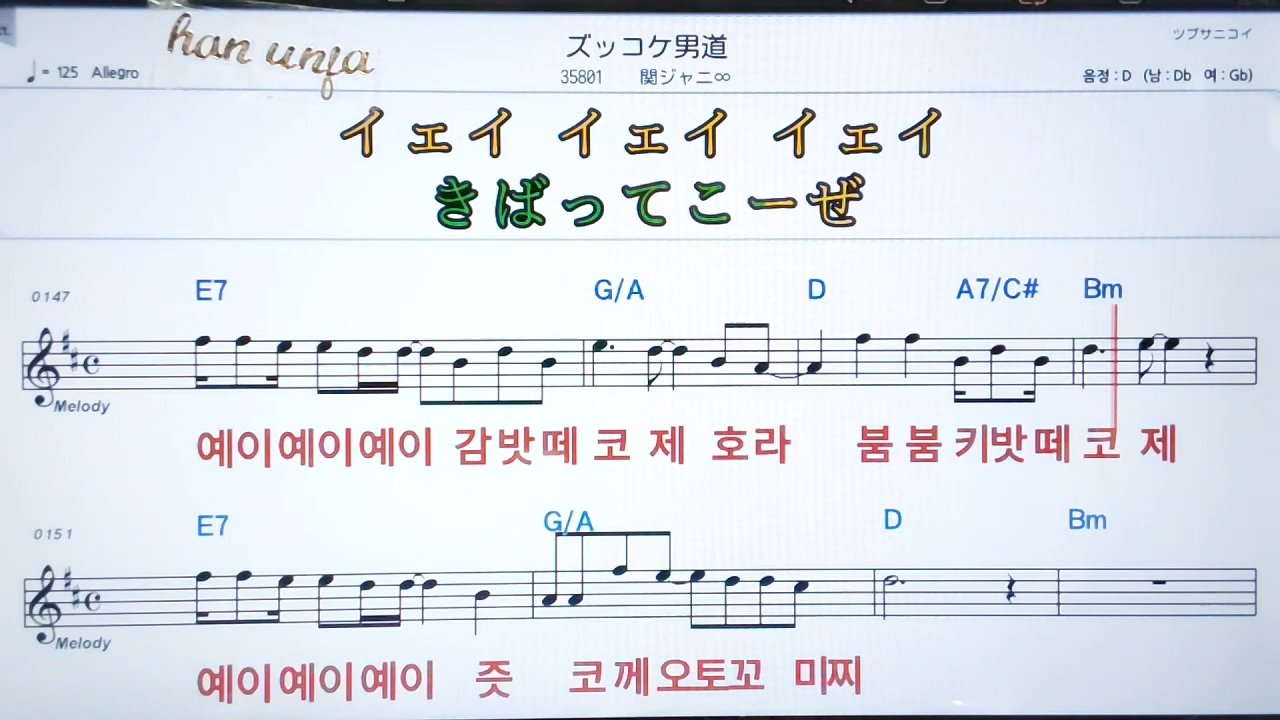 han unfa
ズッコケ男道
ツブサニコイ
♩= 125 Allegro
35801 関ジャニ∞
음정 : D (남 : Db 여 : Gb)
イェイ イェイ イェイ
きばってこーぜ
E7 G/A D A7/C# Bm
0147
Melody
예이예이예이 감밧떼 코 제 호라 붐 붐 키밧떼 코 제
E7 G/A D Bm
0151
Melody
예이예이예이 즛 코께오토꼬 미찌